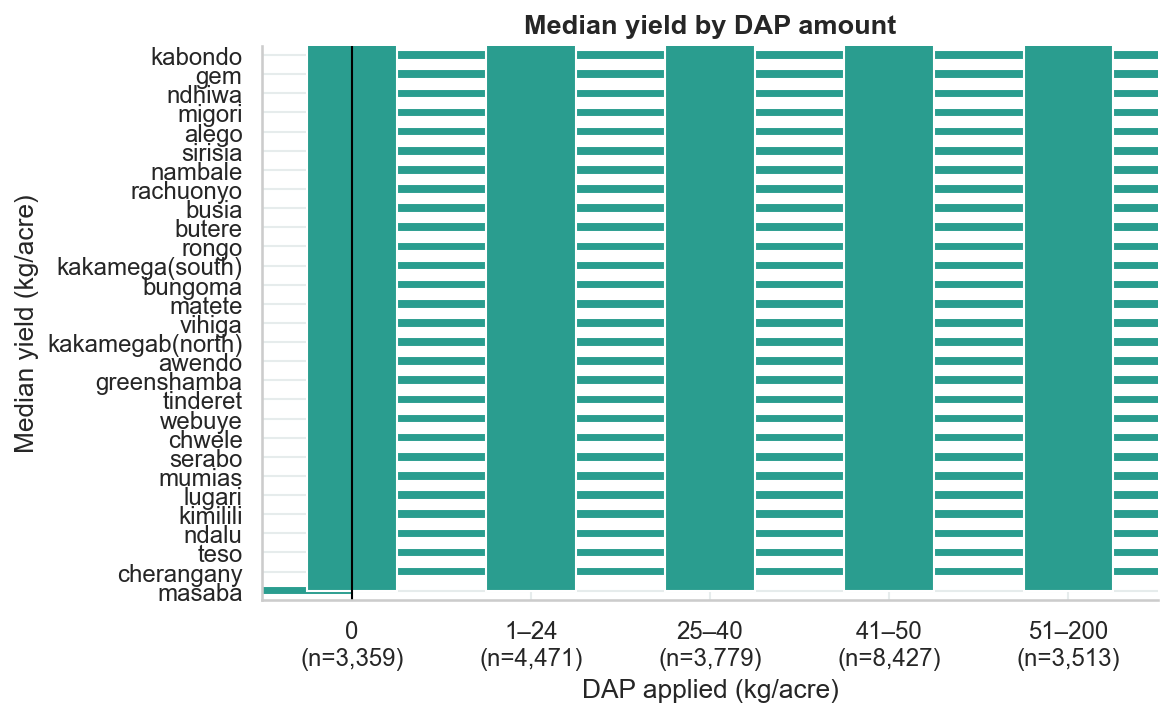 Median yield by DAP amount
Median yield (kg/acre)
kabondo
gem
ndhiwa
migori
alego
sirisia
nambale
rachuonyo
busia
butere
rongo
kakamega(south)
bungoma
matete
vihiga
kakamegab(north)
awendo
greenshamba
tinderet
webuye
chwele
serabo
mumias
lugari
kimilili
ndalu
teso
cherangany
masaba
0 1–24 25–40 41–50 51–200
(n=3,359) (n=4,471) (n=3,779) (n=8,427) (n=3,513)
DAP applied (kg/acre)